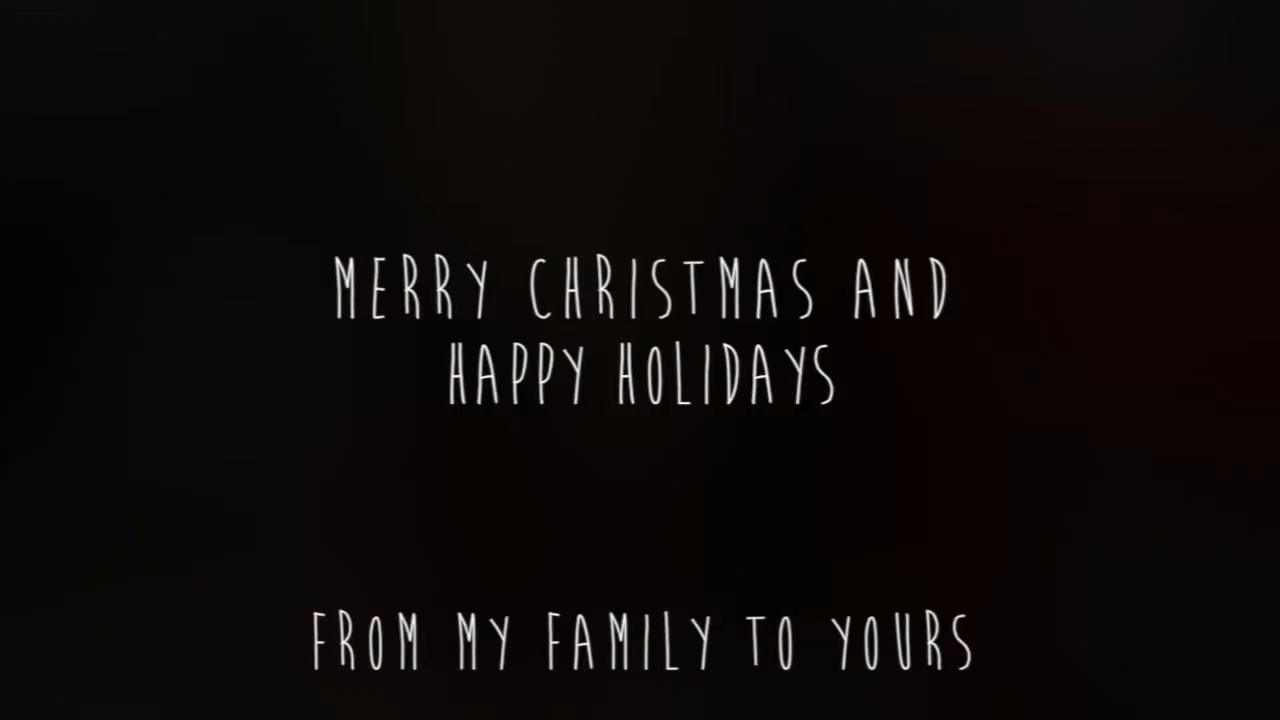 MERRY CHRISTMAS AND
HAPPY HOLIDAYS
FROM MY FAMILY TO YOURS